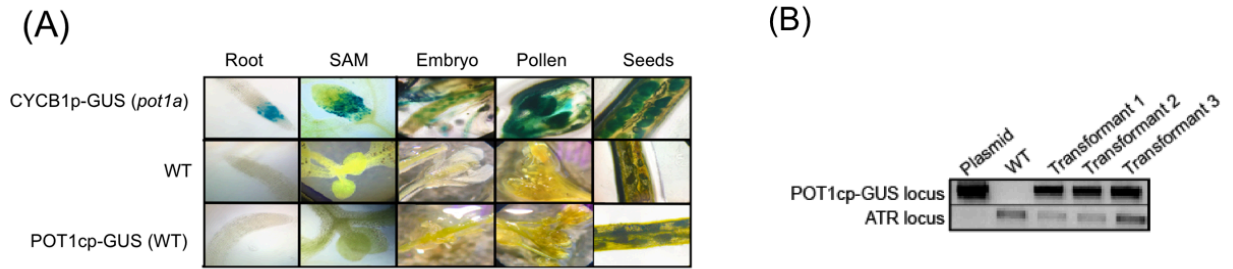 (A)
(B)
Root SAM Embryo Pollen Seeds
CYCB1p-GUS (pot1a)
WT
POT1cp-GUS (WT)
Plasmid WT Transformant 1 Transformant 2 Transformant 3
POT1cp-GUS locus
ATR locus